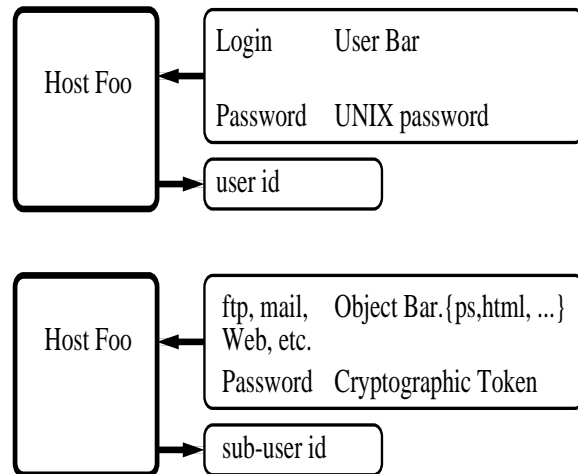 Host Foo
Login User Bar
Password UNIX password
user id
Host Foo
ftp, mail, Object Bar.{ps,html, ...}
Web, etc.
Password Cryptographic Token
sub-user id